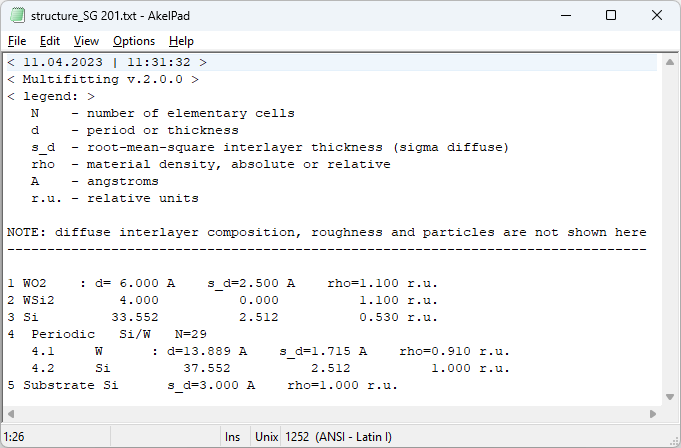 structure_SG 201.txt - AkelPad
File Edit View Options Help
< 11.04.2023 | 11:31:32 >
< Multifitting v.2.0.0 >
< legend: >
N - number of elementary cells
d - period or thickness
s_d - root-mean-square interlayer thickness (sigma diffuse)
rho - material density, absolute or relative
A - angstroms
r.u. - relative units
NOTE: diffuse interlayer composition, roughness and particles are not shown here
--------------------------------------------------------------------------------
1 WO2 : d= 6.000 A s_d=2.500 A rho=1.100 r.u.
2 WSi2 4.000 0.000 1.100 r.u.
3 Si 33.552 2.512 0.530 r.u.
4 Periodic Si/W N=29
4.1 W : d=13.889 A s_d=1.715 A rho=0.910 r.u.
4.2 Si 37.552 2.512 1.000 r.u.
5 Substrate Si s_d=3.000 A rho=1.000 r.u.
1:26 Ins Unix 1252 (ANSI - Latin I)